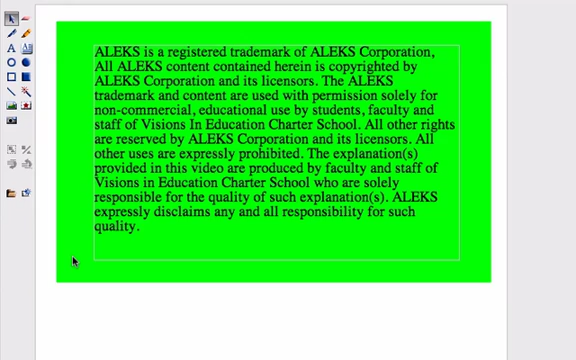 ALEKS is a registered trademark of ALEKS Corporation,
All ALEKS content contained herein is copyrighted by
ALEKS Corporation and its licensors. The ALEKS
trademark and content are used with permission solely for
non-commercial, educational use by students, faculty and
staff of Visions In Education Charter School. All other rights
are reserved by ALEKS Corporation and its licensors. All
other uses are expressly prohibited. The explanation(s)
provided in this video are produced by faculty and staff of
Visions in Education Charter School who are solely
responsible for the quality of such explanation(s). ALEKS
expressly disclaims any and all responsibility for such
quality.